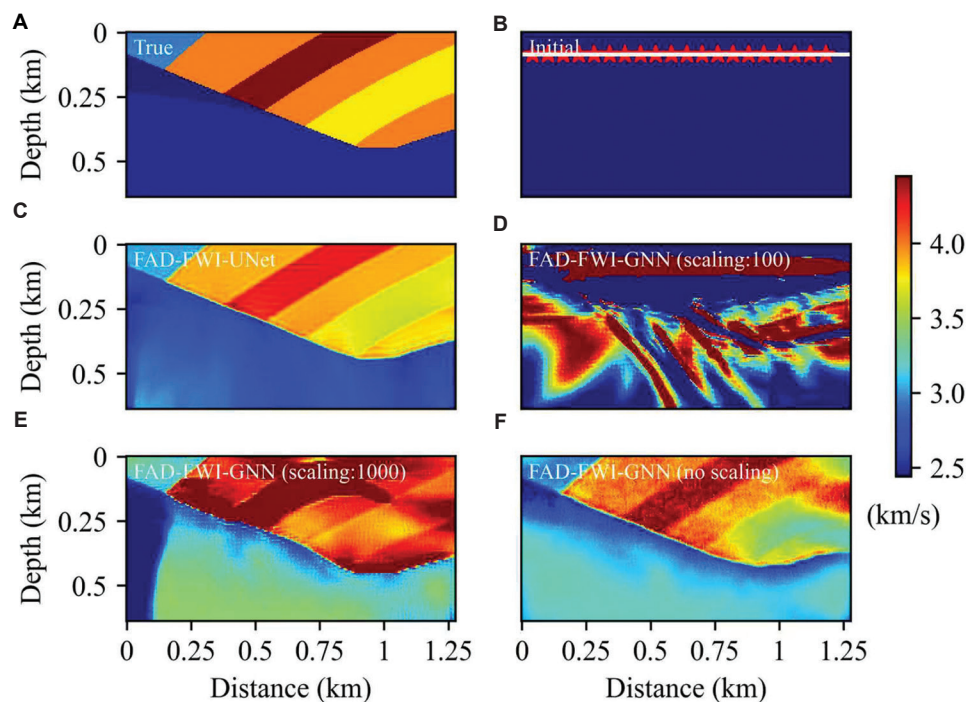 A
B
0
True
Initial
Depth (km)
0.25
0.5
C
D
0
FAD-FWI-UNet
FAD-FWI-GNN (scaling:100)
Depth (km)
0.25
0.5
4.0
3.5
3.0
2.5
(km/s)
E
F
0
FAD-FWI-GNN (scaling:1000)
FAD-FWI-GNN (no scaling)
Depth (km)
0.25
0.5
0 0.25 0.5 0.75 1 1.25
0 0.25 0.5 0.75 1 1.25
Distance (km)
Distance (km)